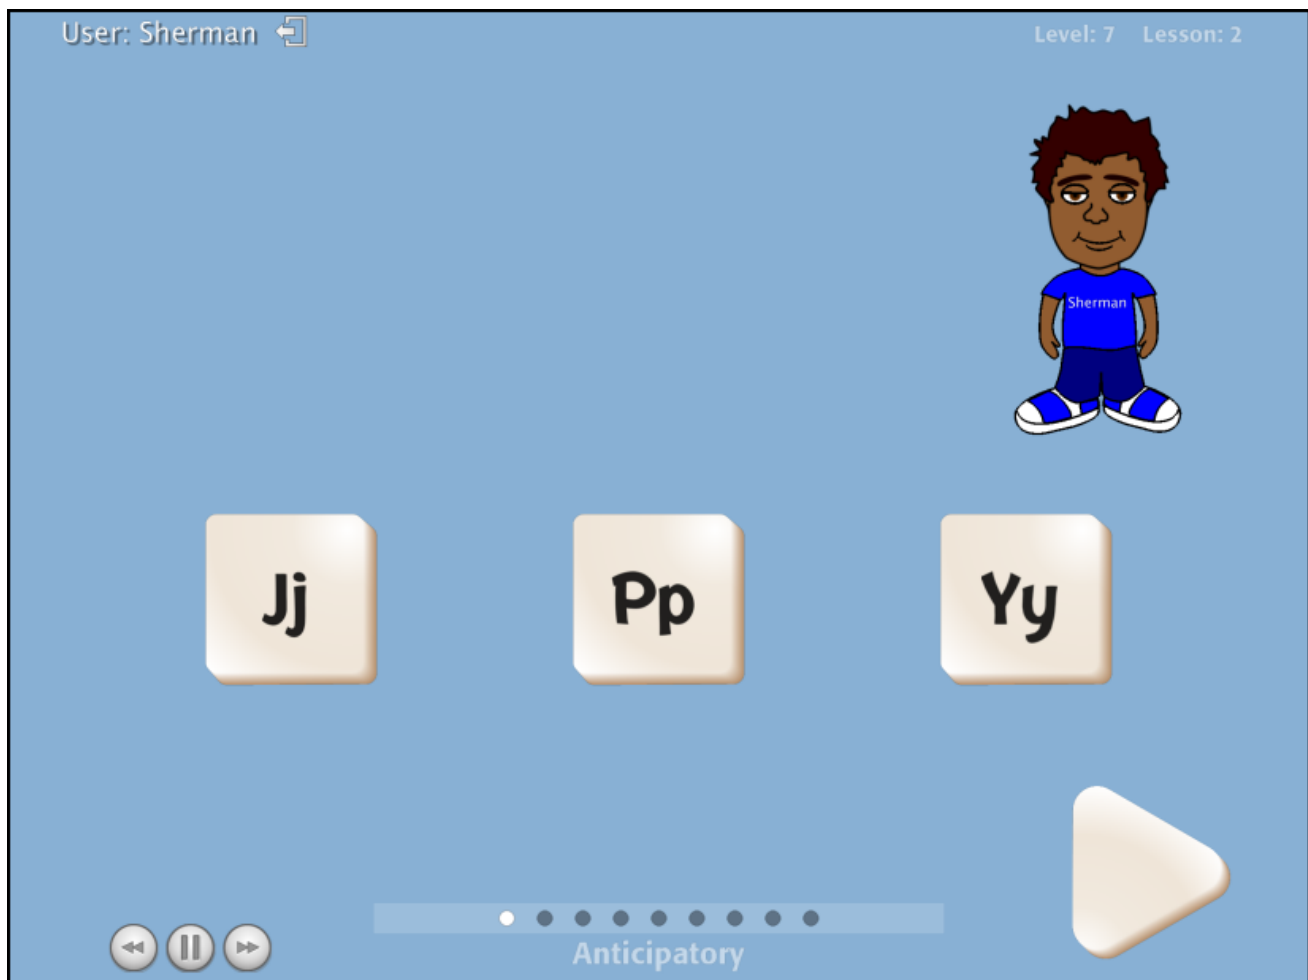 User: Sherman
Level: 7 Lesson: 2
Sherman
Jj Pp Yy
Anticipatory